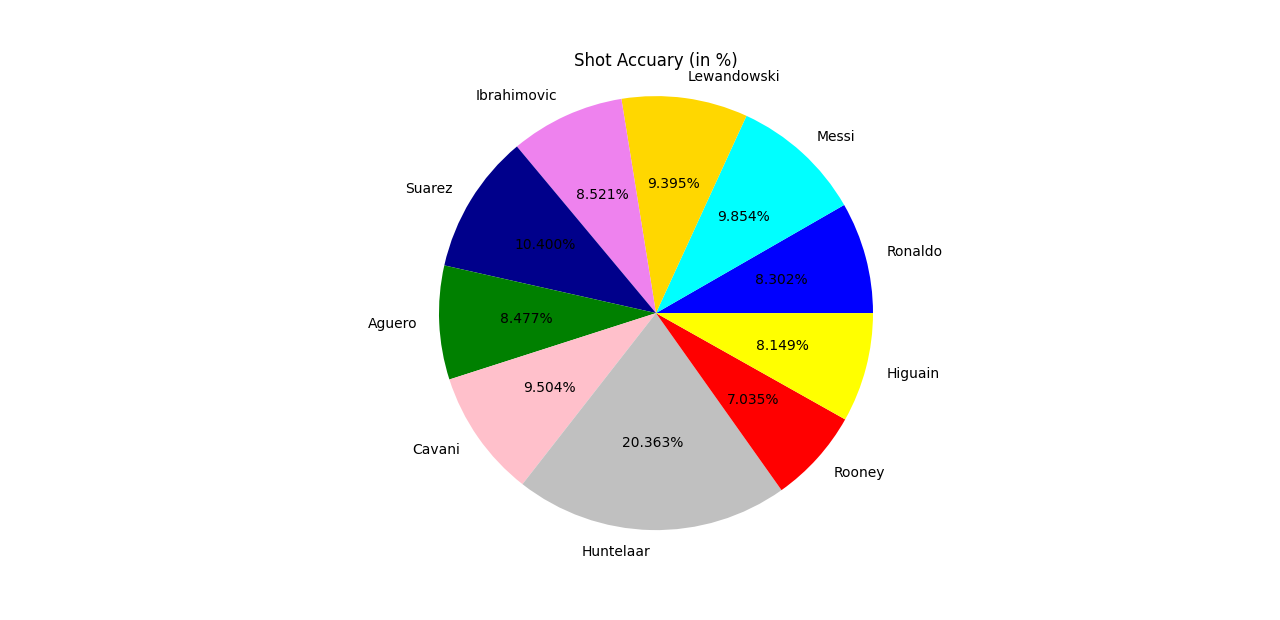 Shot Accuary (in %)
Lewandowski
Ibrahimovic
Messi
Suarez
Ronaldo
Aguero
Higuain
Cavani
Rooney
Huntelaar
9.395%
8.521%
9.854%
10.400%
8.302%
8.477%
8.149%
9.504%
7.035%
20.363%